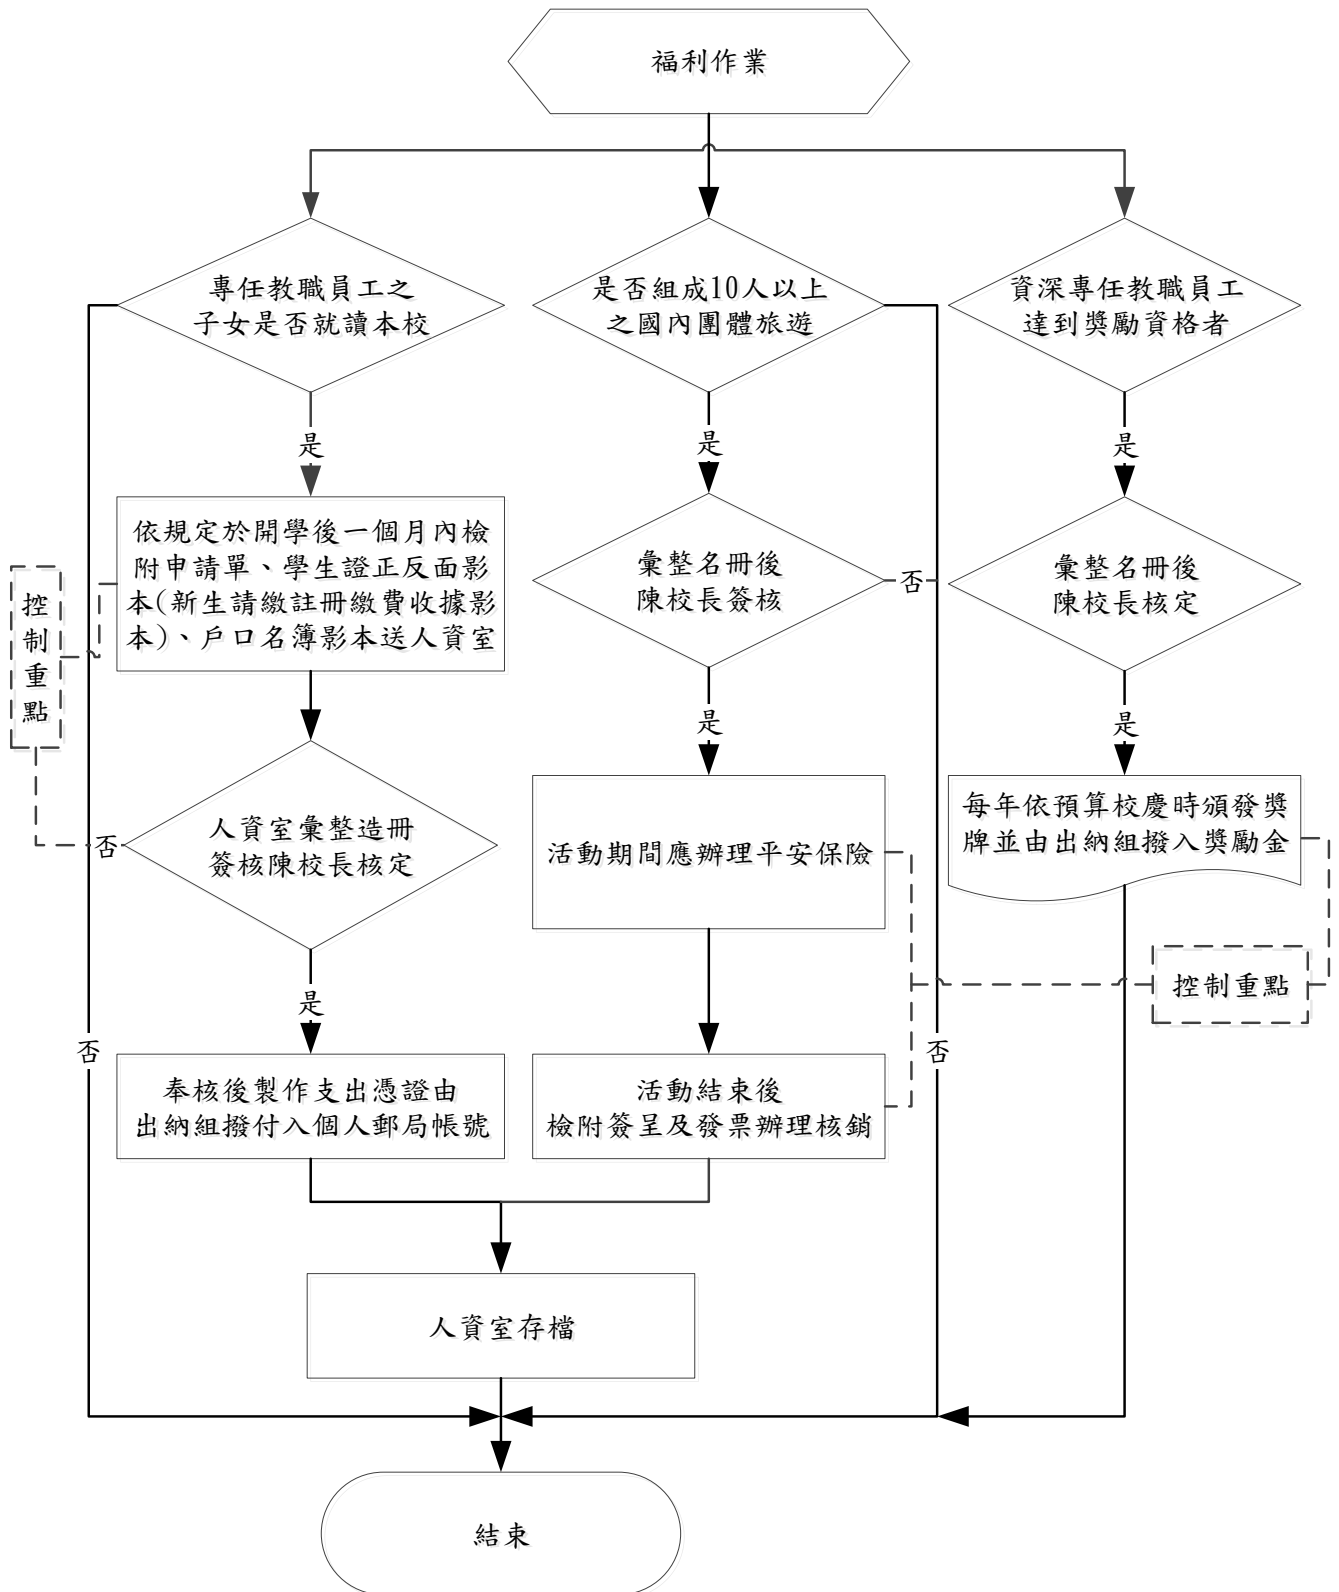 福利作業
專任教職員工之
子女是否就讀本校
是
依規定於開學後一個月內檢
附申請單、學生證正反面影
本(新生請繳註冊繳費收據影
本)、戶口名簿影本送人資室
控
制
重
點
人資室彙整造冊
簽核陳校長核定
否
是
否
奉核後製作支出憑證由
出納組撥付入個人郵局帳號
是否組成10人以上
之國內團體旅遊
是
彙整名冊後
陳校長簽核
否
是
活動期間應辦理平安保險
否
活動結束後
檢附簽呈及發票辦理核銷
資深專任教職員工
達到獎勵資格者
是
彙整名冊後
陳校長核定
是
每年依預算校慶時頒發獎
牌並由出納組撥入獎勵金
控制重點
人資室存檔
結束